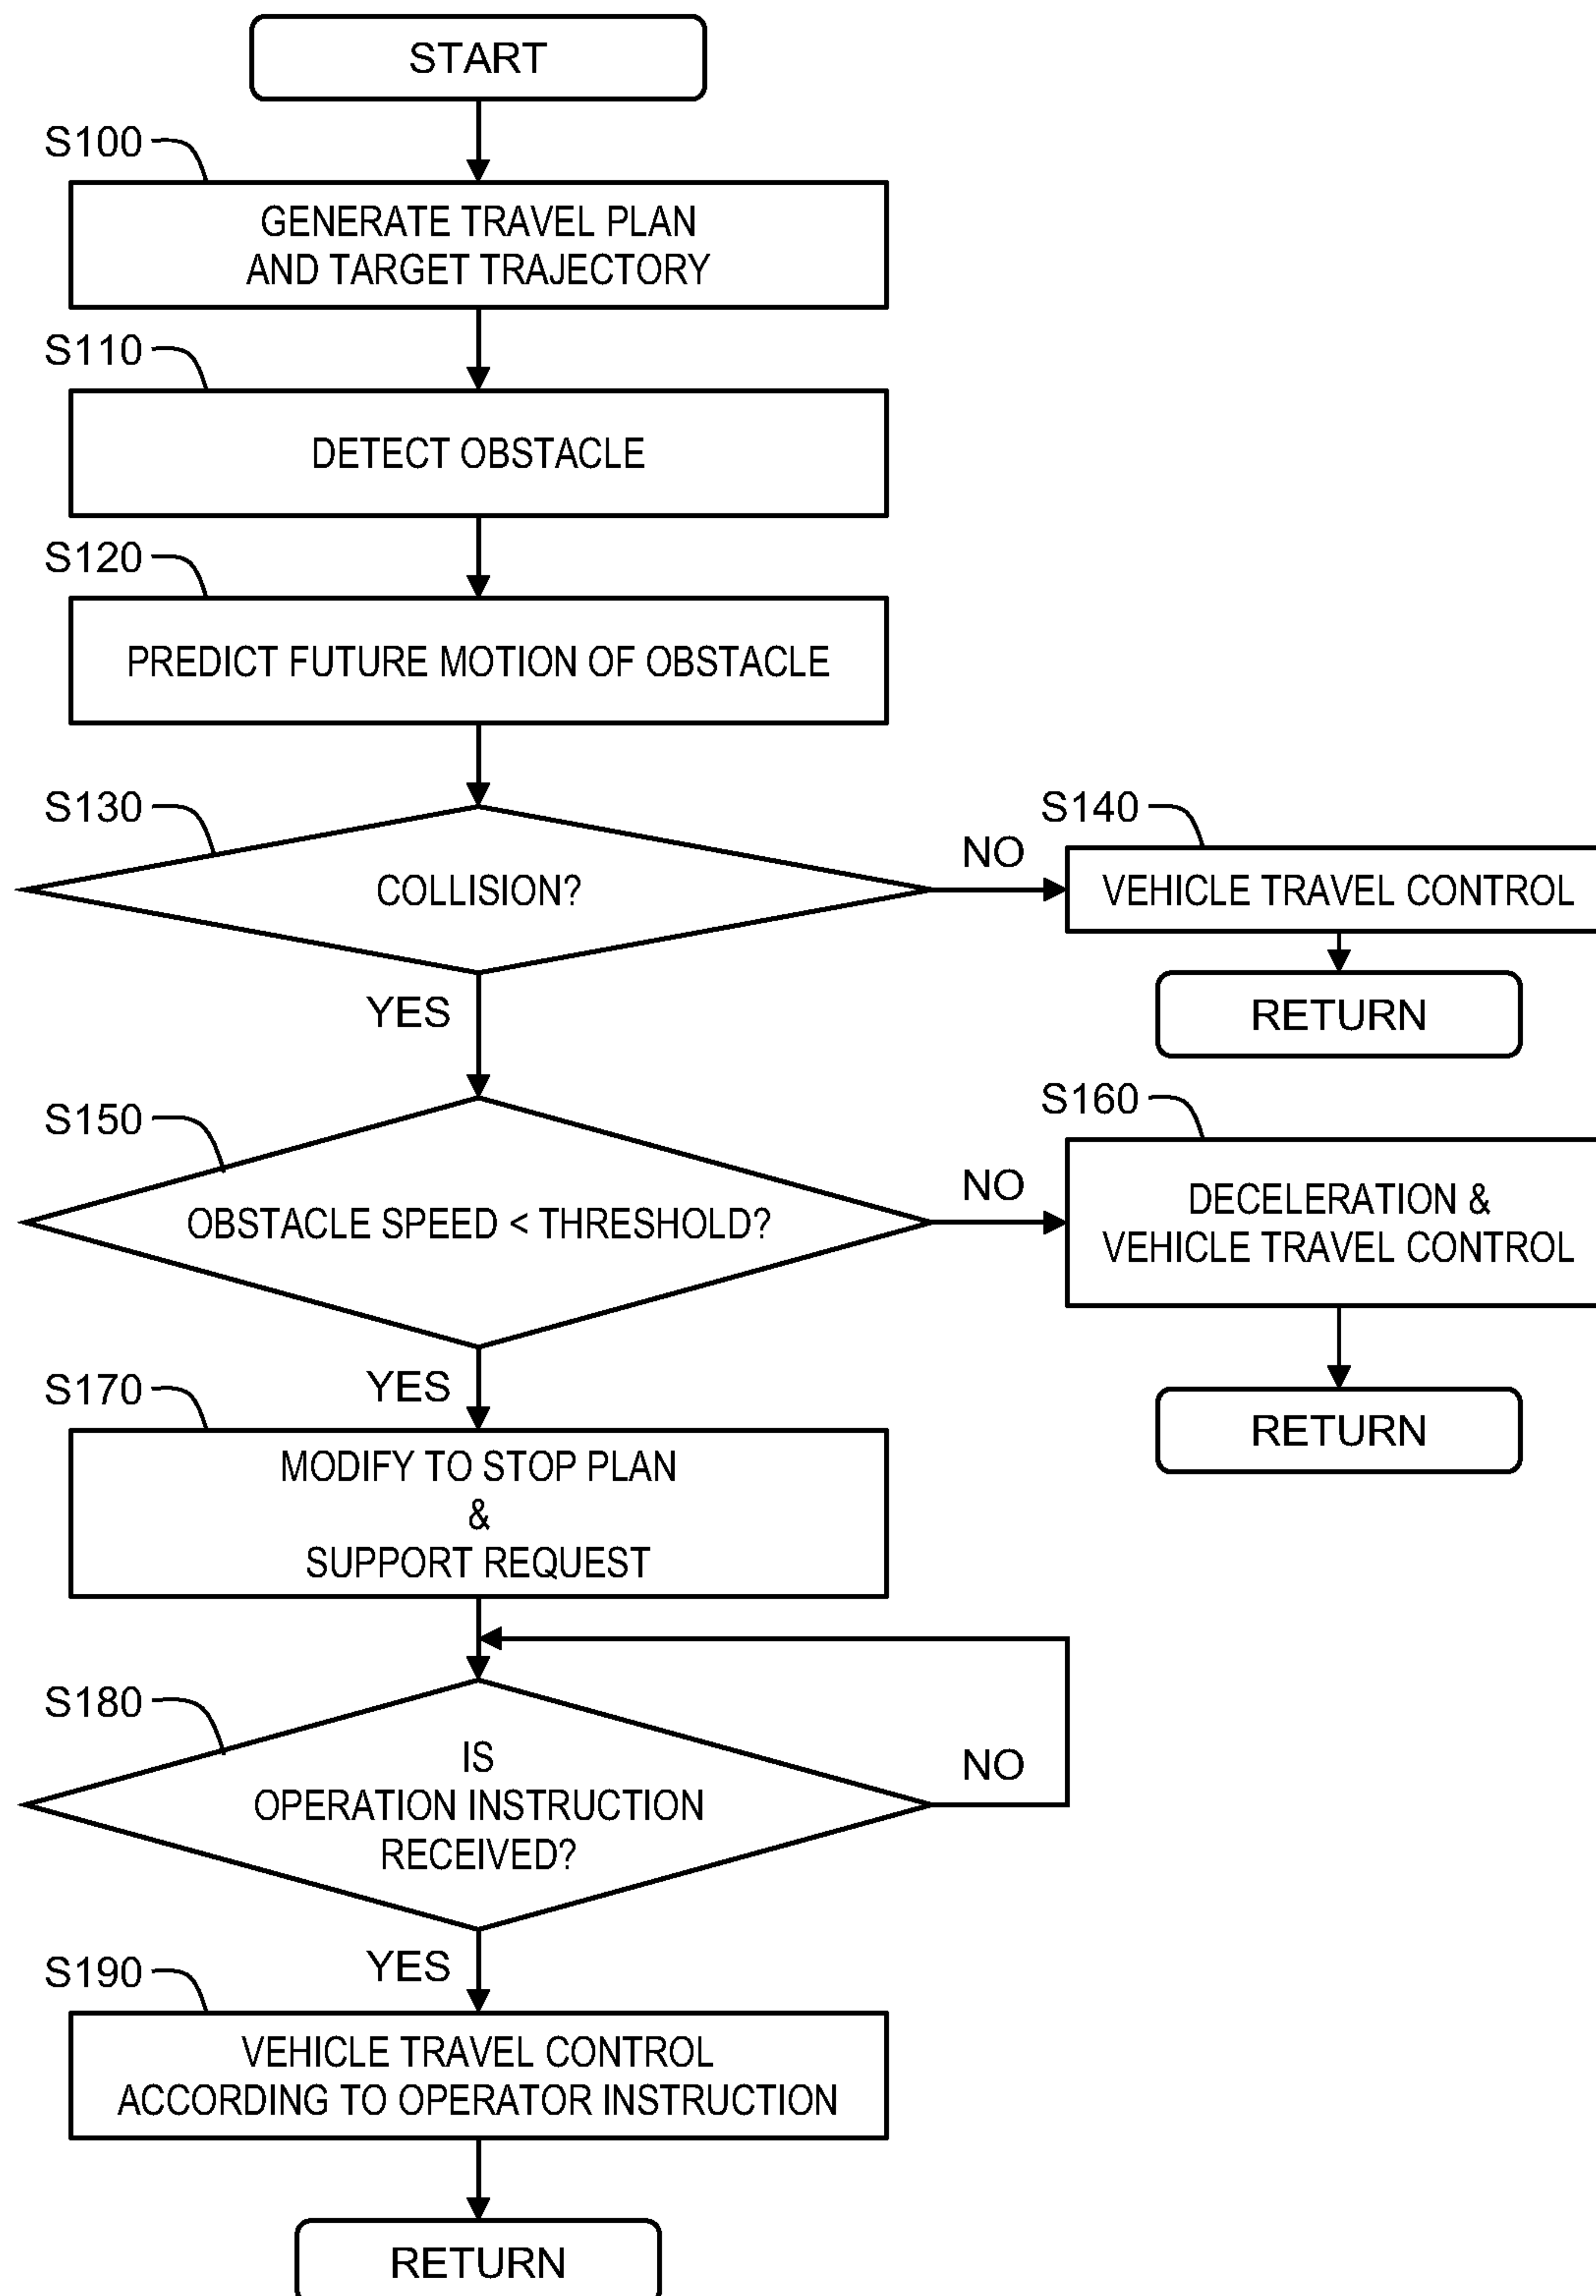 START
S100
GENERATE TRAVEL PLAN
AND TARGET TRAJECTORY
S110
DETECT OBSTACLE
S120
PREDICT FUTURE MOTION OF OBSTACLE
S130
COLLISION?
NO
S140
VEHICLE TRAVEL CONTROL
RETURN
YES
S150
OBSTACLE SPEED < THRESHOLD?
NO
S160
DECELERATION &
VEHICLE TRAVEL CONTROL
RETURN
YES
S170
MODIFY TO STOP PLAN
&
SUPPORT REQUEST
S180
IS
OPERATION INSTRUCTION
RECEIVED?
NO
YES
S190
VEHICLE TRAVEL CONTROL
ACCORDING TO OPERATOR INSTRUCTION
RETURN